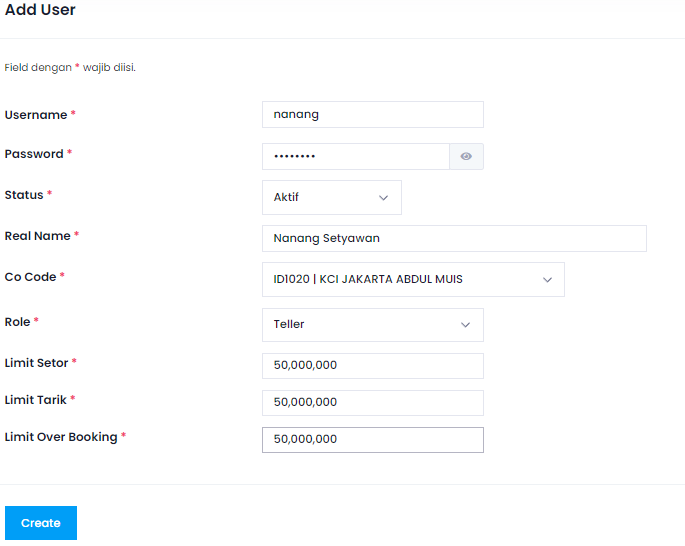 Add User
Field dengan * wajib diisi.
Username * nanang
Password * ••••••••
Status * Aktif
Real Name * Nanang Setyawan
Co Code * ID1020 | KCI JAKARTA ABDUL MUIS
Role * Teller
Limit Setor * 50,000,000
Limit Tarik * 50,000,000
Limit Over Booking * 50,000,000
Create